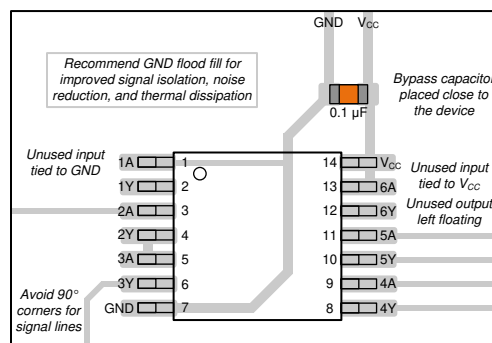 GND VCC
Recommend GND flood fill for
improved signal isolation, noise
reduction, and thermal dissipation
Bypass capacitor
placed close to
the device
0.1 µF
Unused input
tied to GND
1A 1 14 VCC
1Y 2 13 6A
2A 3 12 6Y
2Y 4 11 5A
3A 5 10 5Y
3Y 6 9 4A
GND 7 8 4Y
Unused input
tied to VCC
Unused output
left floating
Avoid 90°
corners for
signal lines